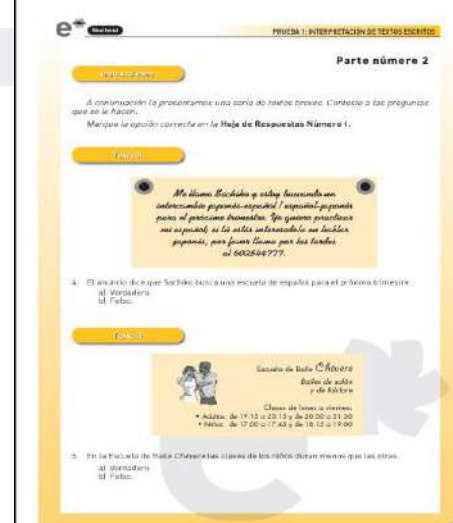 e
Nivel Inicial
PRUEBA 1: INTERPRETACIÓN DE TEXTOS ESCRITOS
Parte número 2
A continuación le presentamos una serie de textos breves. Conteste a las preguntas
que se le hacen.
Marque la opción correcta en la Hoja de Respuestas Número 1.
Me llamo Sachiko y estoy buscando un
intercambio japonés-español / español-japonés
para el próximo trimestre. Yo quiero practicar
mi español; si tú estás interesado/a en hablar
japonés, por favor llama por las tardes
al 602544777.
4. El anuncio dice que Sachiko busca una escuela de español para el próximo trimestre.
a) Verdadero.
b) Falso.
Escuela de Baile Chévere
Bailes de salón
y de folclore
Clases de lunes a viernes:
• Adultos: de 19:15 a 20:15 y de 20:00 a 21:00
• Niños: de 17:00 a 17:45 y de 18:15 a 19:00
5. En la Escuela de Baile Chévere las clases de los niños duran menos que las otras.
a) Verdadero.
b) Falso.